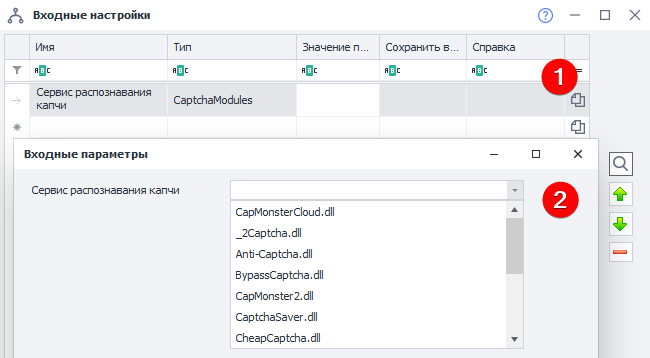 Входные настройки
Имя Тип Значение п... Сохранить в... Справка
ABC ABC ABC ABC ABC =
1
Сервис распознавания
капчи
CaptchaModules
Входные параметры
Сервис распознавания капчи
2
CapMonsterCloud.dll
_2Captcha.dll
Anti-Captcha.dll
BypassCaptcha.dll
CapMonster2.dll
CaptchaSaver.dll
CheapCaptcha.dll